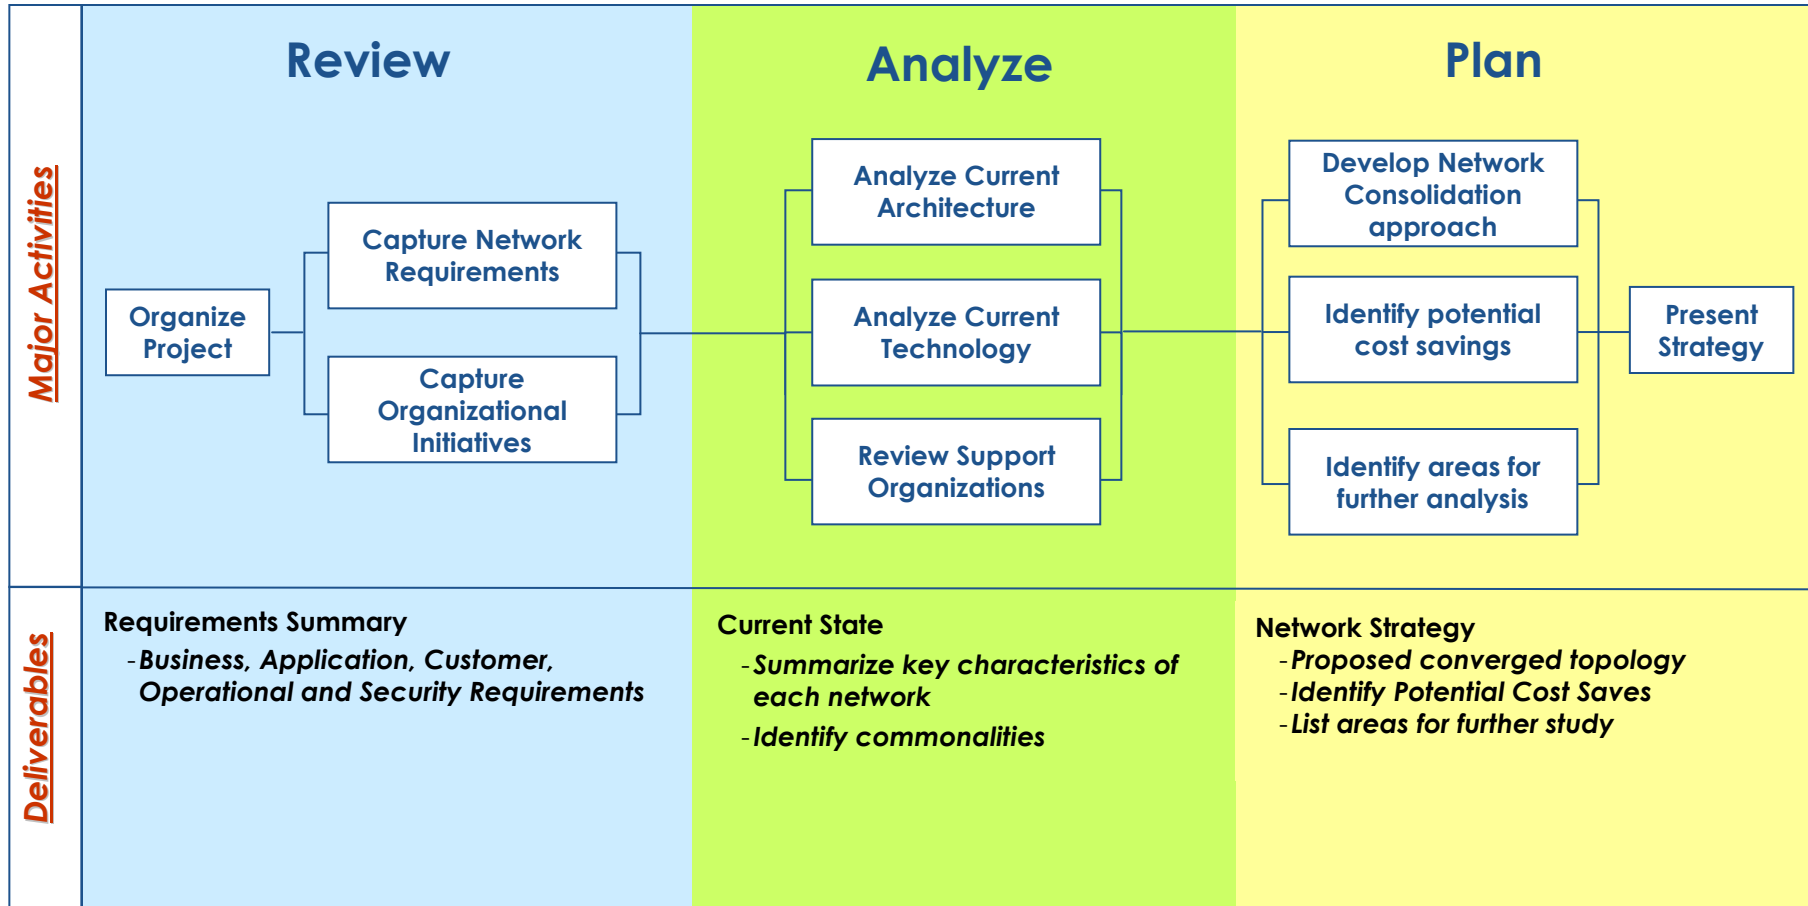 Review
Analyze
Plan
Major Activities
Organize
Project
Capture Network
Requirements
Capture
Organizational
Initiatives
Analyze Current
Architecture
Analyze Current
Technology
Review Support
Organizations
Develop Network
Consolidation
approach
Identify potential
cost savings
Identify areas for
further analysis
Present
Strategy
Deliverables
Requirements Summary
-Business, Application, Customer,
Operational and Security Requirements
Current State
-Summarize key characteristics of
each network
-Identify commonalities
Network Strategy
-Proposed converged topology
-Identify Potential Cost Saves
-List areas for further study